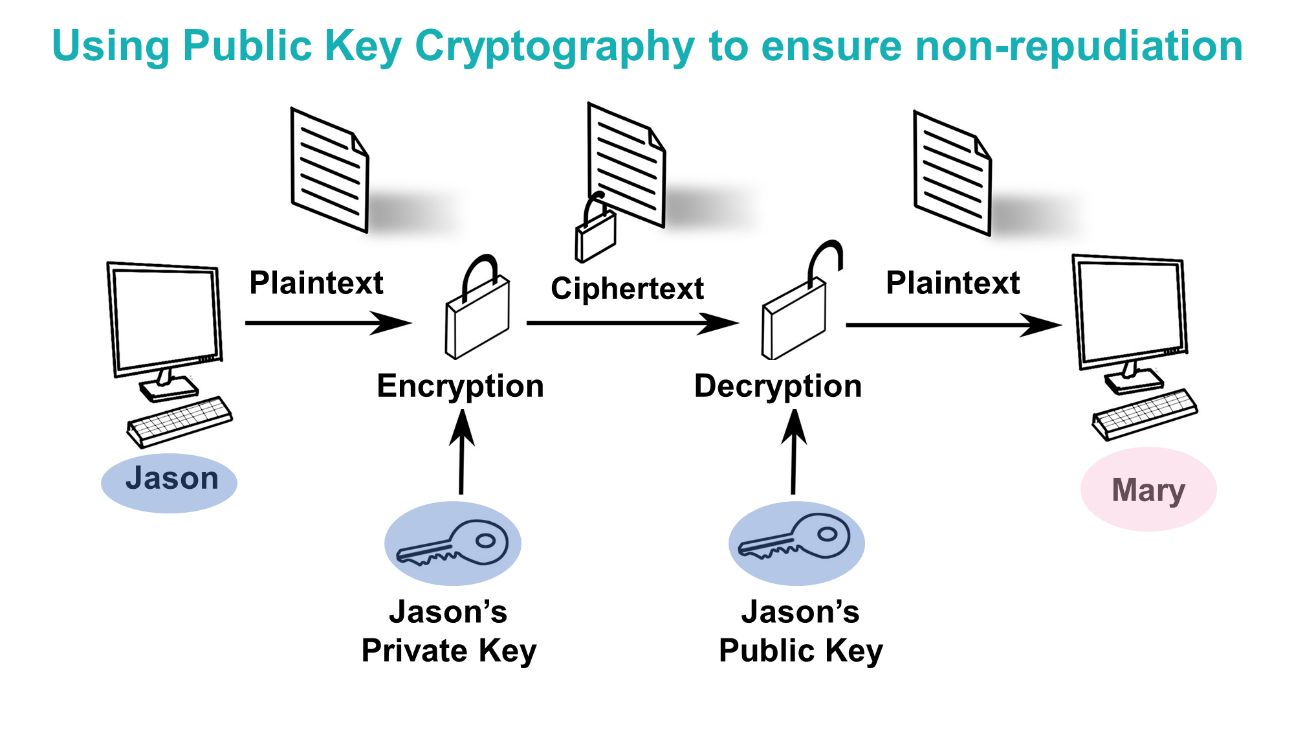 Using Public Key Cryptography to ensure non-repudiation
Plaintext
Ciphertext
Plaintext
Encryption
Decryption
Jason
Mary
Jason’s
Private Key
Jason’s
Public Key